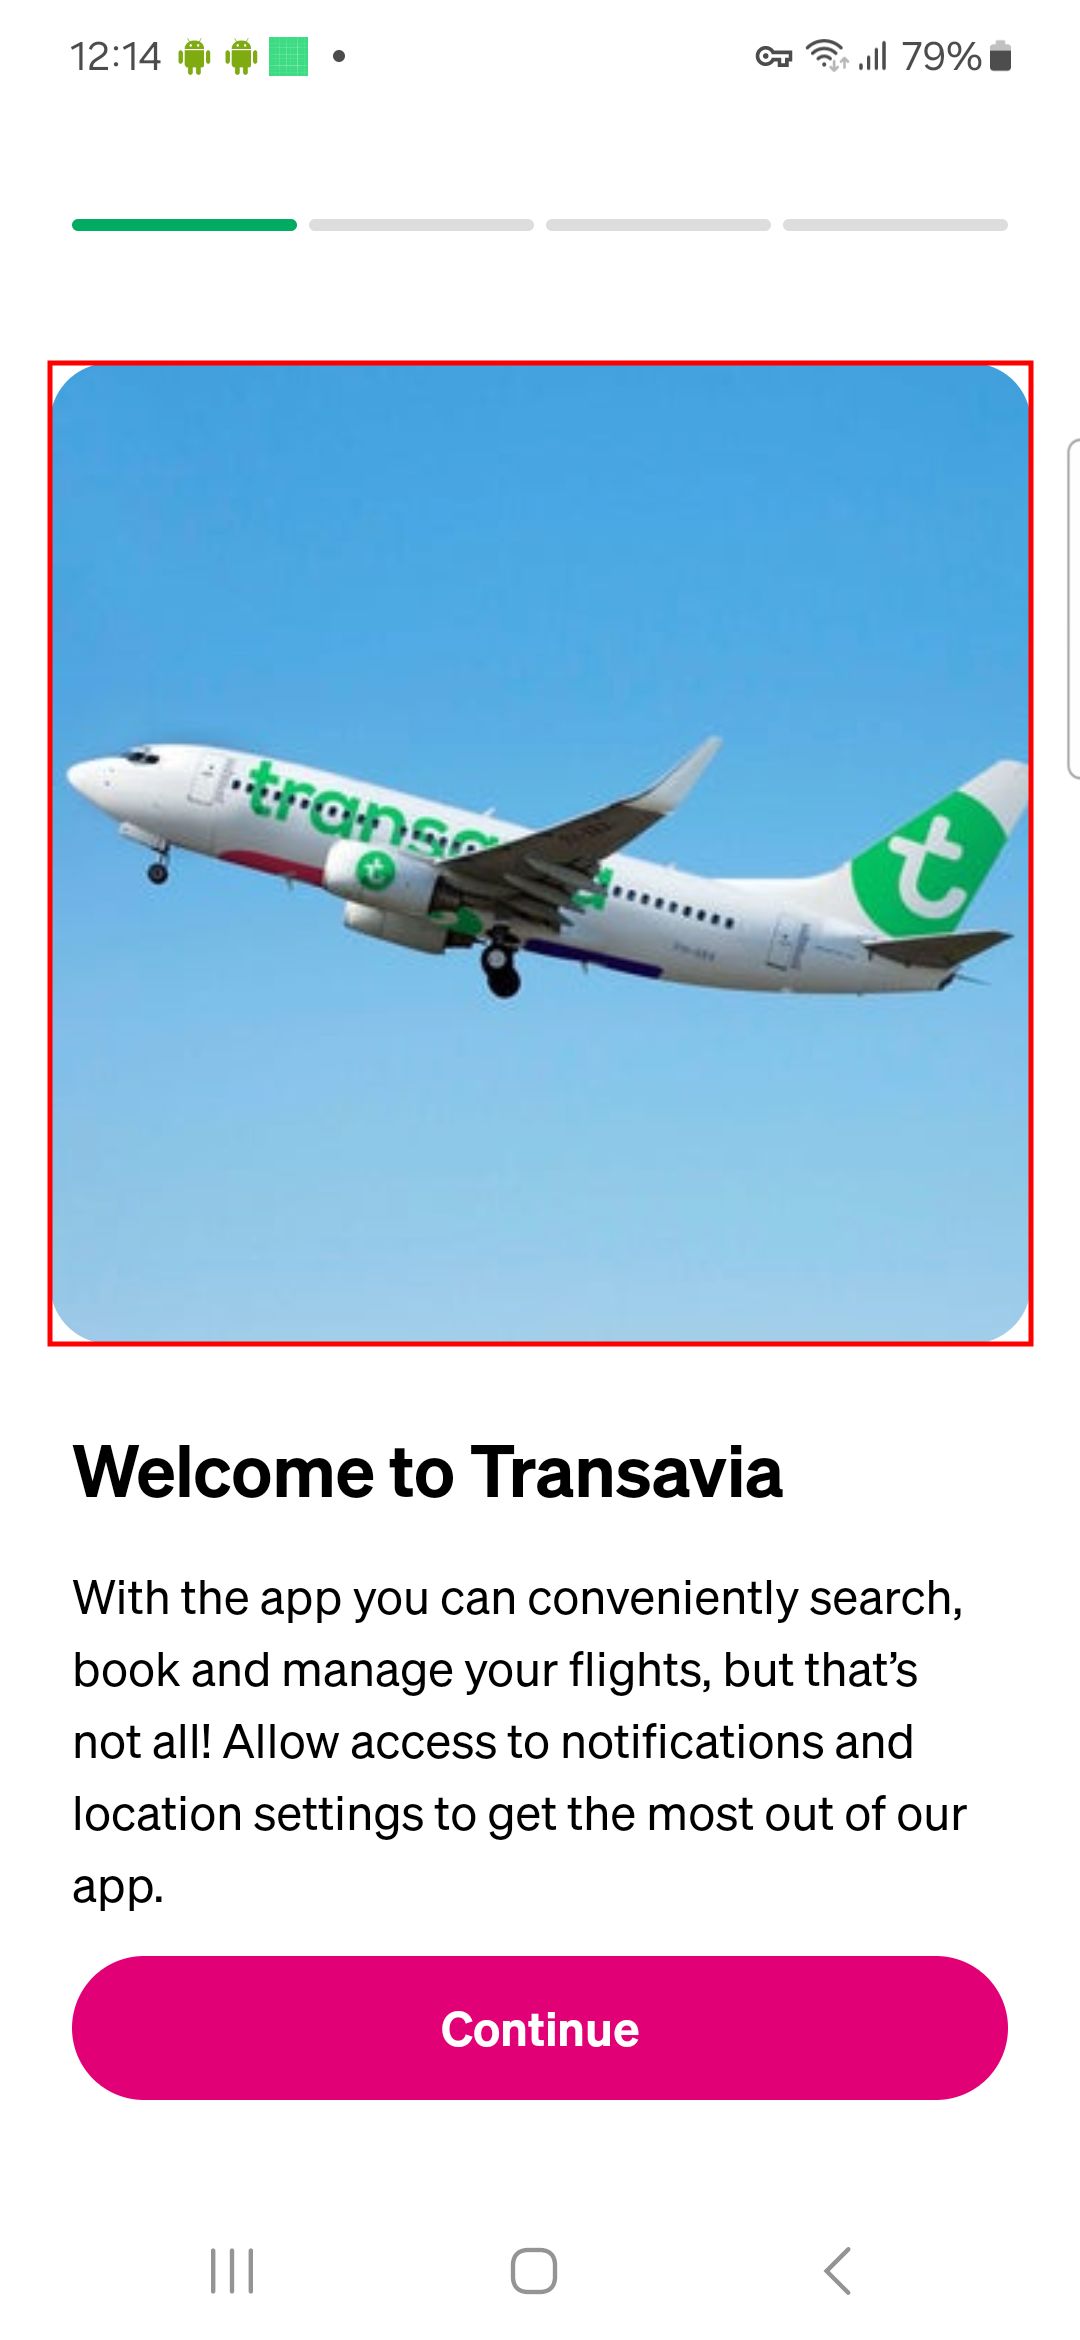 12:14
79%
transa a
t
t
Welcome to Transavia
With the app you can conveniently search,
book and manage your flights, but that’s
not all! Allow access to notifications and
location settings to get the most out of our
app.
Continue